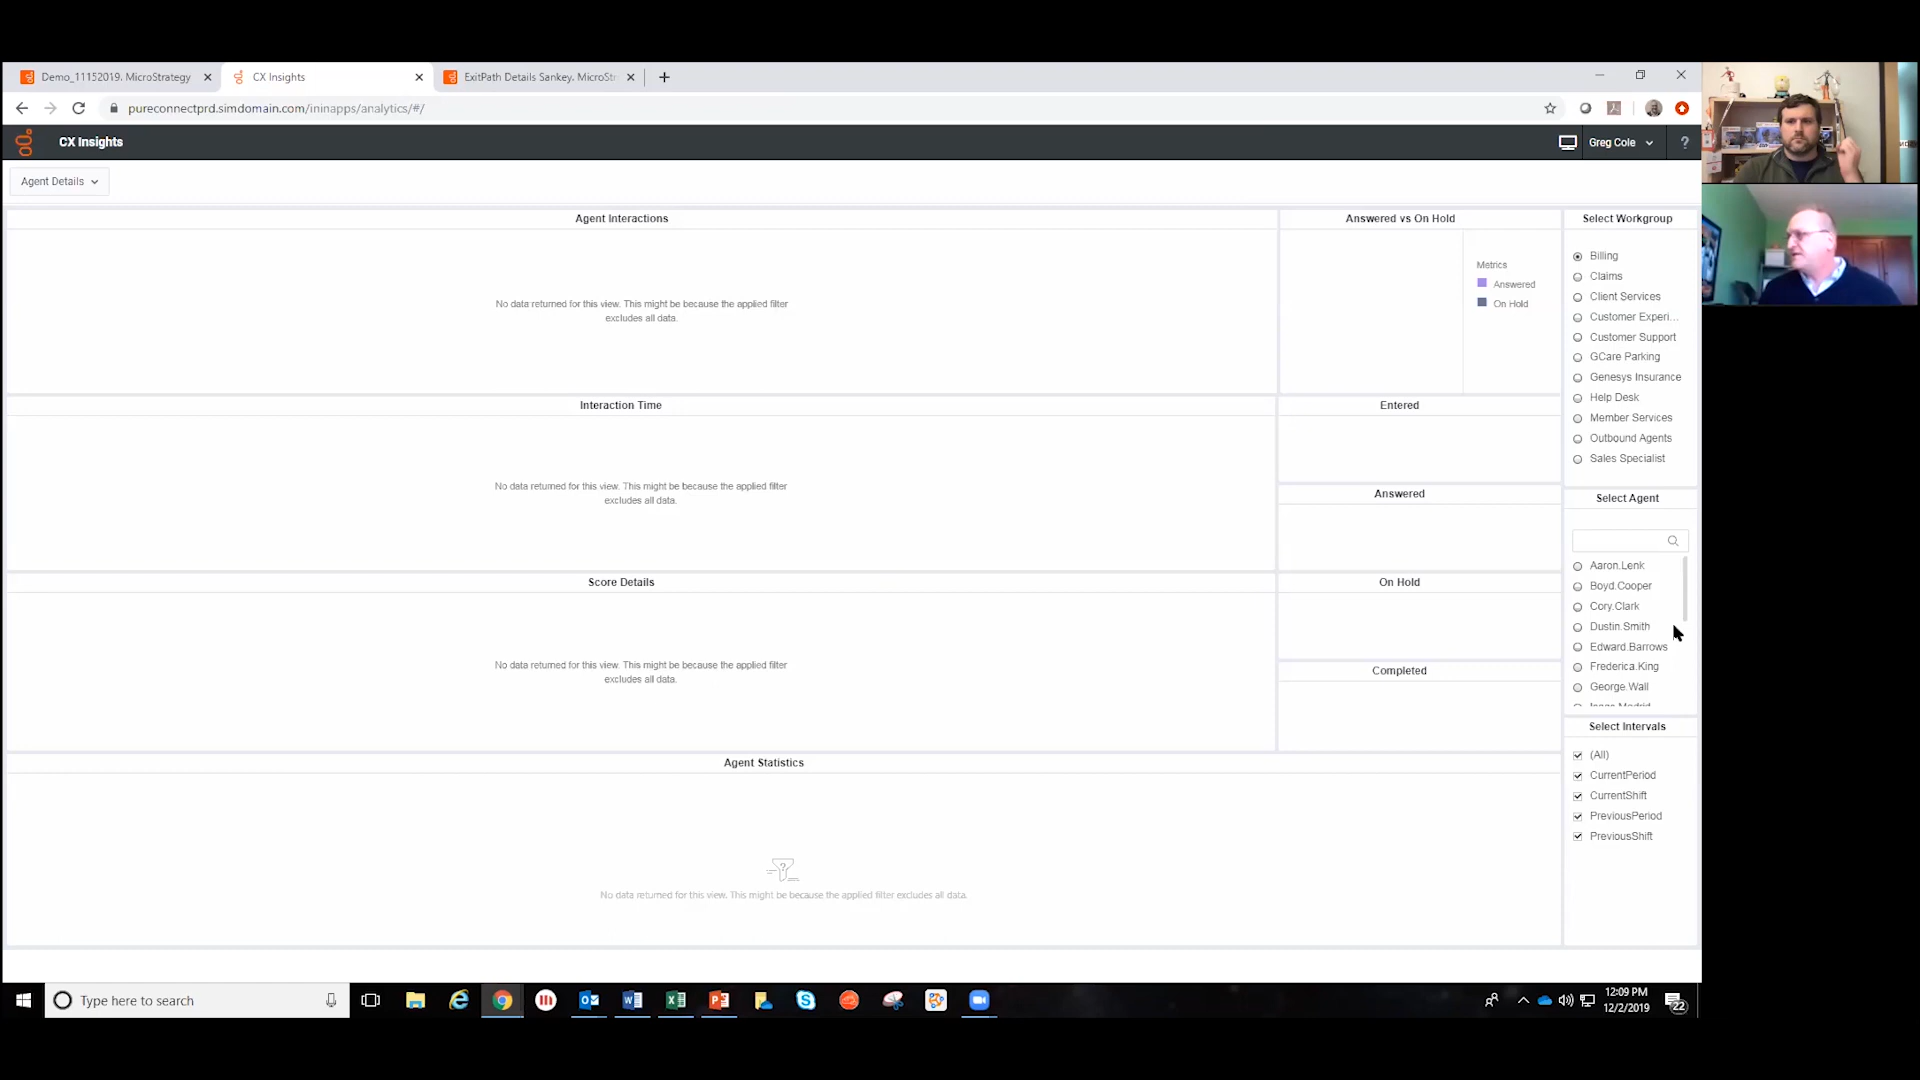 Demo_11152019. MicroStrategy
CX Insights
ExitPath Details Sankey. MicroStr
pureconnectprd.simdomain.com/ininapps/analytics/#/
CX Insights
Greg Cole
?
Agent Details
Agent Interactions
No data returned for this view. This might be because the applied filter
excludes all data.
Answered vs On Hold
Metrics
Answered
On Hold
Interaction Time
No data returned for this view. This might be because the applied filter
excludes all data.
Entered
Answered
Score Details
No data returned for this view. This might be because the applied filter
excludes all data.
On Hold
Completed
Agent Statistics
No data returned for this view. This might be because the applied filter excludes all data.
Select Workgroup
Billing
Claims
Client Services
Customer Experi...
Customer Support
GCare Parking
Genesys Insurance
Help Desk
Member Services
Outbound Agents
Sales Specialist
Select Agent
Aaron.Lenk
Boyd.Cooper
Cory.Clark
Dustin.Smith
Edward.Barrows
Frederica.King
George.Wall
Select Intervals
(All)
CurrentPeriod
CurrentShift
PreviousPeriod
PreviousShift
Type here to search
12:09 PM
12/2/2019
22